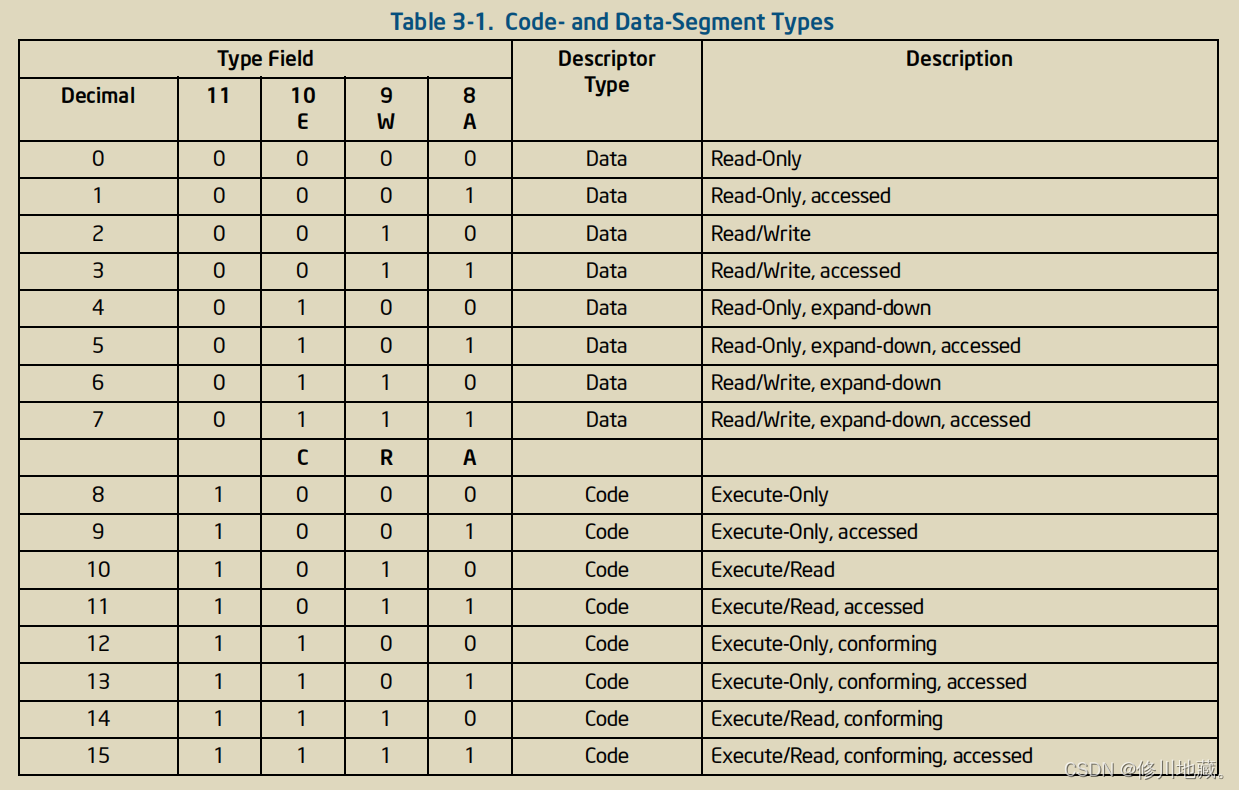 Table 3-1. Code- and Data-Segment Types
Type Field Descriptor Type Description
Decimal 11 10 E 9 W 8 A
0 0 0 0 0 Data Read-Only
1 0 0 0 1 Data Read-Only, accessed
2 0 0 1 0 Data Read/Write
3 0 0 1 1 Data Read/Write, accessed
4 0 1 0 0 Data Read-Only, expand-down
5 0 1 0 1 Data Read-Only, expand-down, accessed
6 0 1 1 0 Data Read/Write, expand-down
7 0 1 1 1 Data Read/Write, expand-down, accessed
C R A
8 1 0 0 0 Code Execute-Only
9 1 0 0 1 Code Execute-Only, accessed
10 1 0 1 0 Code Execute/Read
11 1 0 1 1 Code Execute/Read, accessed
12 1 1 0 0 Code Execute-Only, conforming
13 1 1 0 1 Code Execute-Only, conforming, accessed
14 1 1 1 0 Code Execute/Read, conforming
15 1 1 1 1 Code Execute/Read, conforming, accessed
CSDN @修川地藏。